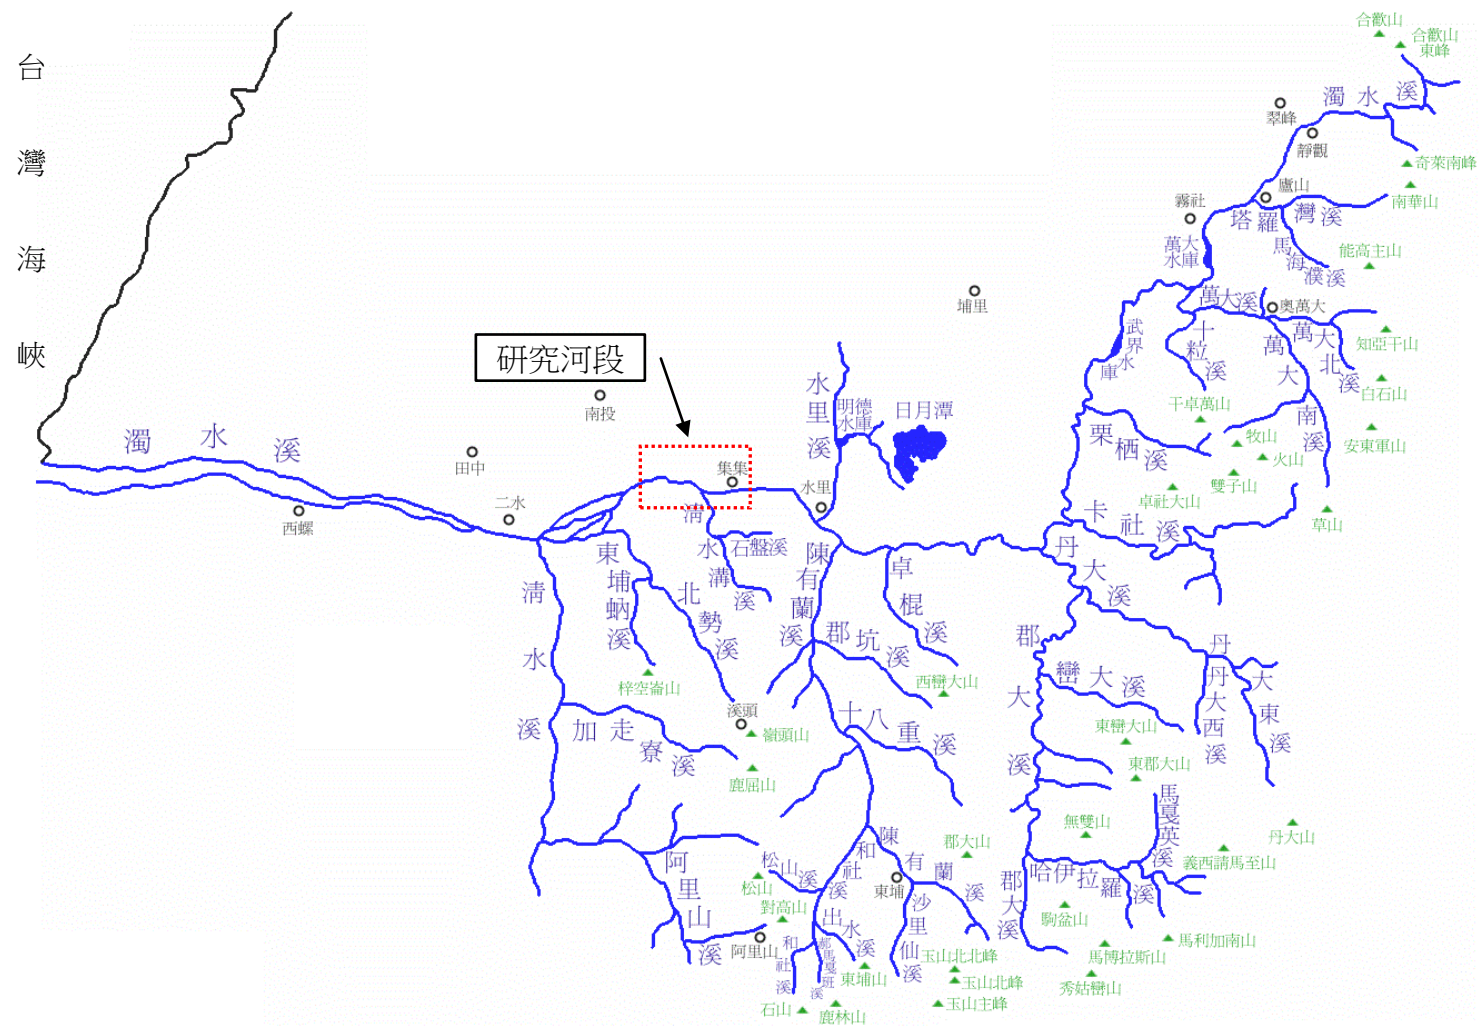 台灣海峽
合歡山
合歡山
東峰
濁水溪
翠峰
靜觀
奇萊南峰
廬山
南華山
霧社
塔羅灣溪
萬大
水庫
馬海濮溪
能高主山
埔里
萬大溪
奧萬大
武界水庫
十粒溪
萬大北溪
知亞干山
萬大南溪
白石山
研究河段
南投
水里溪
明德
水庫
日月潭
干卓萬山
牧山
火山
安東軍山
栗栖溪
雙子山
卓社大山
草山
濁水溪
田中
集集
水里
二水
西螺
卡社溪
清水溝溪
石盤溪
陳有蘭溪
卓棍溪
丹大溪
清水溪
東埔蚋溪
北勢溪
郡坑溪
郡大溪
巒大溪
丹丹大西溪
大東溪
梓空崙山
西巒大山
溪頭
嶺頭山
加走寮溪
十八重溪
東巒大山
東郡大山
鹿屈山
無雙山
馬戛英溪
丹大山
義西請馬至山
郡大山
陳有蘭溪
和社溪
東埔
阿里山溪
松山溪
松山
對高山
阿里山
出水溪
沙里仙溪
郡大溪
哈伊拉羅溪
駒盆山
馬利加南山
馬博拉斯山
秀姑巒山
和社溪
郝馬戛班溪
東埔山
玉山北北峰
玉山北峰
玉山主峰
石山
鹿林山